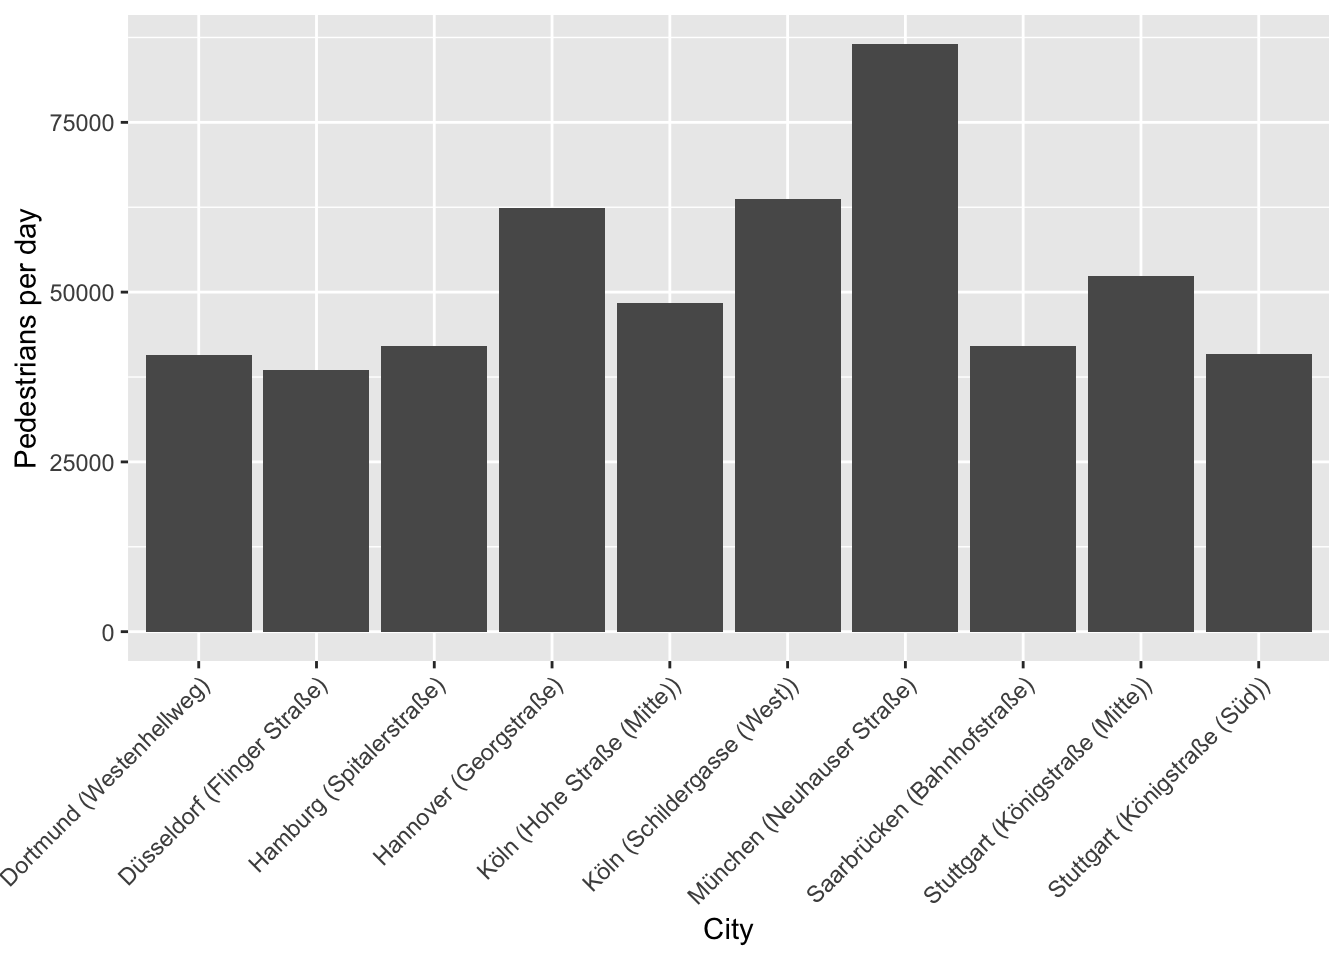 Pedestrians per day
75000
50000
25000
0
Dortmund (Westenhellweg)
Düsseldorf (Flinger Straße)
Hamburg (Spitalerstraße)
Hannover (Georgstraße)
Köln (Hohe Straße (Mitte))
Köln (Schildergasse (West))
München (Neuhauser Straße)
Saarbrücken (Bahnhofstraße)
Stuttgart (Königstraße (Mitte))
Stuttgart (Königstraße (Süd))
City